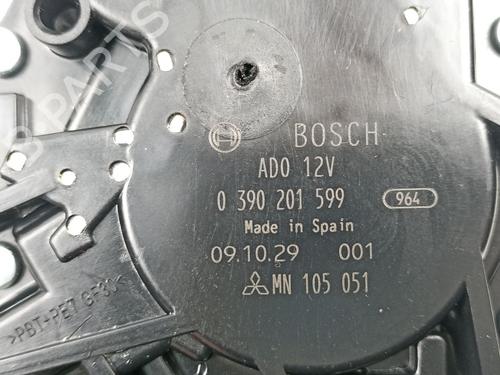 BOSCH
ADO 12V
0 390 201 599 964
Made in Spain
09.10.29 001
MN 105 051
>PBT+PET GF30<
B-PARTS